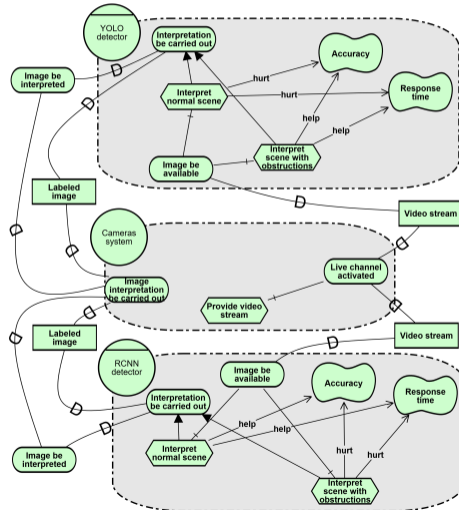 YOLO
detector
Interpretation
be carried out
Accuracy
Image be
interpreted
D
hurt
Interpret
normal scene
hurt
Response
time
D
help
help
Image be
available
Interpret
scene with
obstructions
D
Labeled
image
Video stream
D
D
Cameras
system
D
D
Live channel
activated
Image
interpretation
be carried out
Provide video
stream
D
D
D
Labeled
image
Video stream
D
RCNN
detector
Image be
available
Accuracy
Response
time
D
Interpretation
be carried out
help
help
D
Interpret
normal scene
hurt
hurt
Image be
interpreted
Interpret
scene with
obstructions